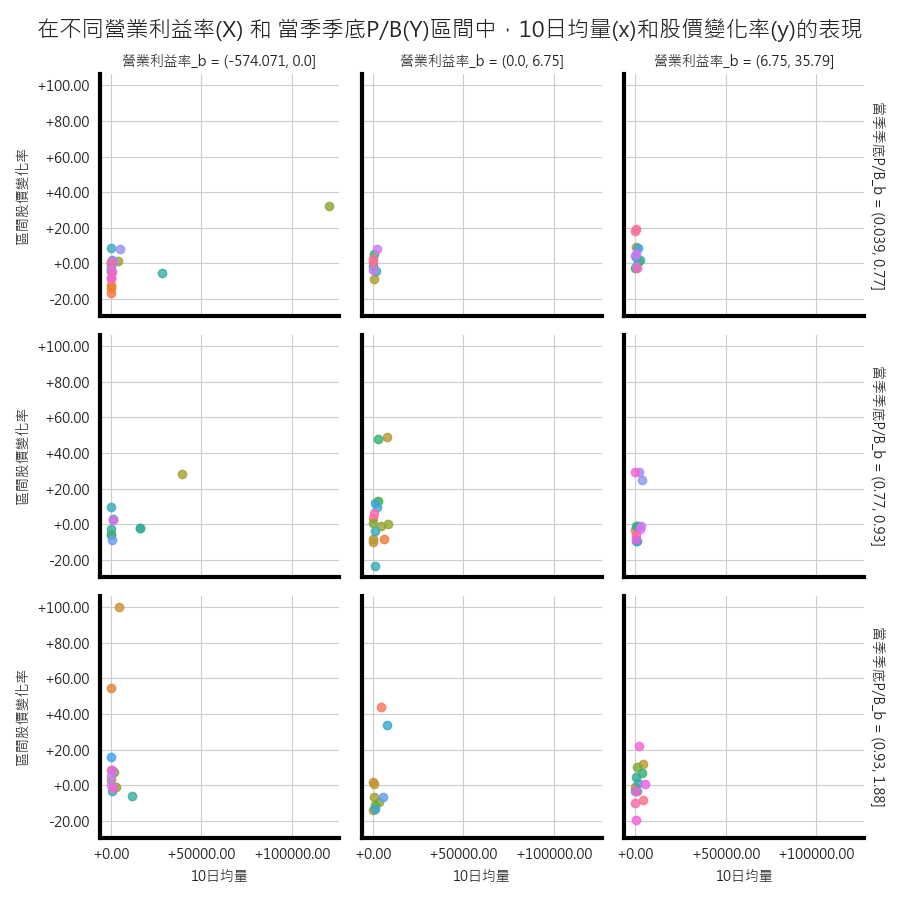 在不同營業利益率(X) 和 當季季底P/B(Y)區間中，10日均量(x)和股價變化率(y)的表現
營業利益率_b = (-574.071, 0.0]
營業利益率_b = (0.0, 6.75]
營業利益率_b = (6.75, 35.79]
+100.00
+80.00
+60.00
+40.00
+20.00
+0.00
-20.00
區間股價變化率
當季季底P/B_b = (0.039, 0.77]
+100.00
+80.00
+60.00
+40.00
+20.00
+0.00
-20.00
區間股價變化率
當季季底P/B_b = (0.77, 0.93]
+100.00
+80.00
+60.00
+40.00
+20.00
+0.00
-20.00
區間股價變化率
當季季底P/B_b = (0.93, 1.88]
+0.00 +50000.00 +100000.00
+0.00 +50000.00 +100000.00
+0.00 +50000.00 +100000.00
10日均量
10日均量
10日均量